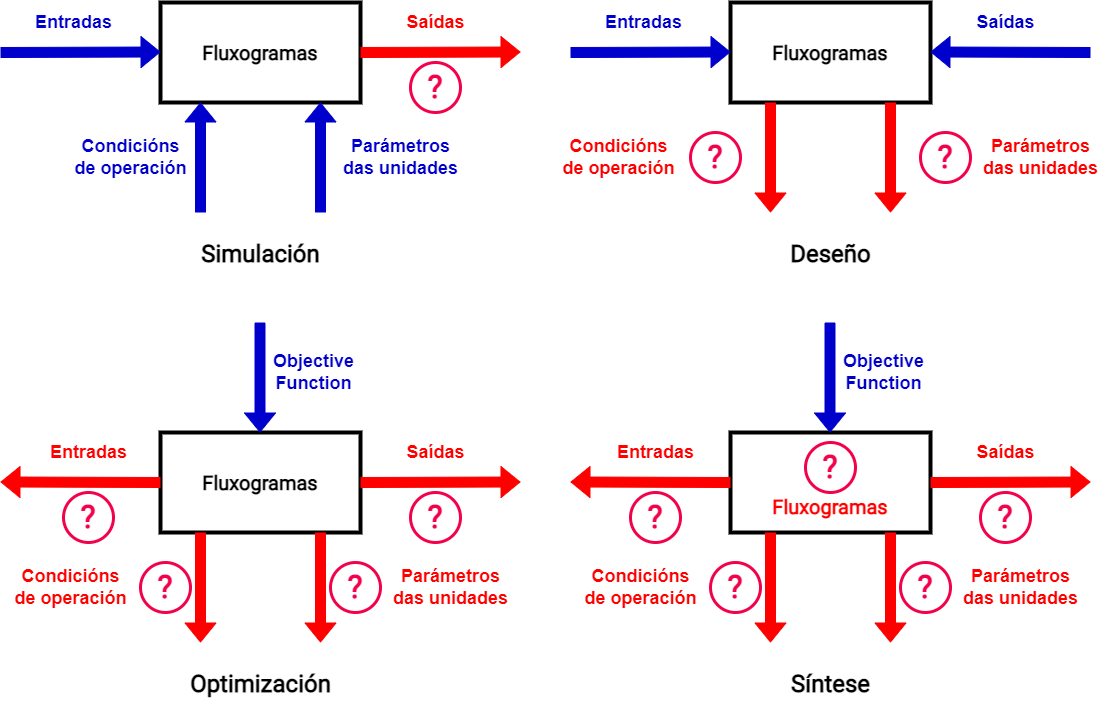 Entradas
Fluxogramas
Saídas
?
Condicións
de operación
Parámetros
das unidades
Simulación
Entradas
Fluxogramas
Saídas
Condicións
de operación
?
?
Parámetros
das unidades
Deseño
Objective
Function
Entradas
?
Fluxogramas
Saídas
?
Condicións
de operación
?
?
Parámetros
das unidades
Optimización
Objective
Function
Entradas
?
?
Fluxogramas
Saídas
?
Condicións
de operación
?
?
Parámetros
das unidades
Síntese